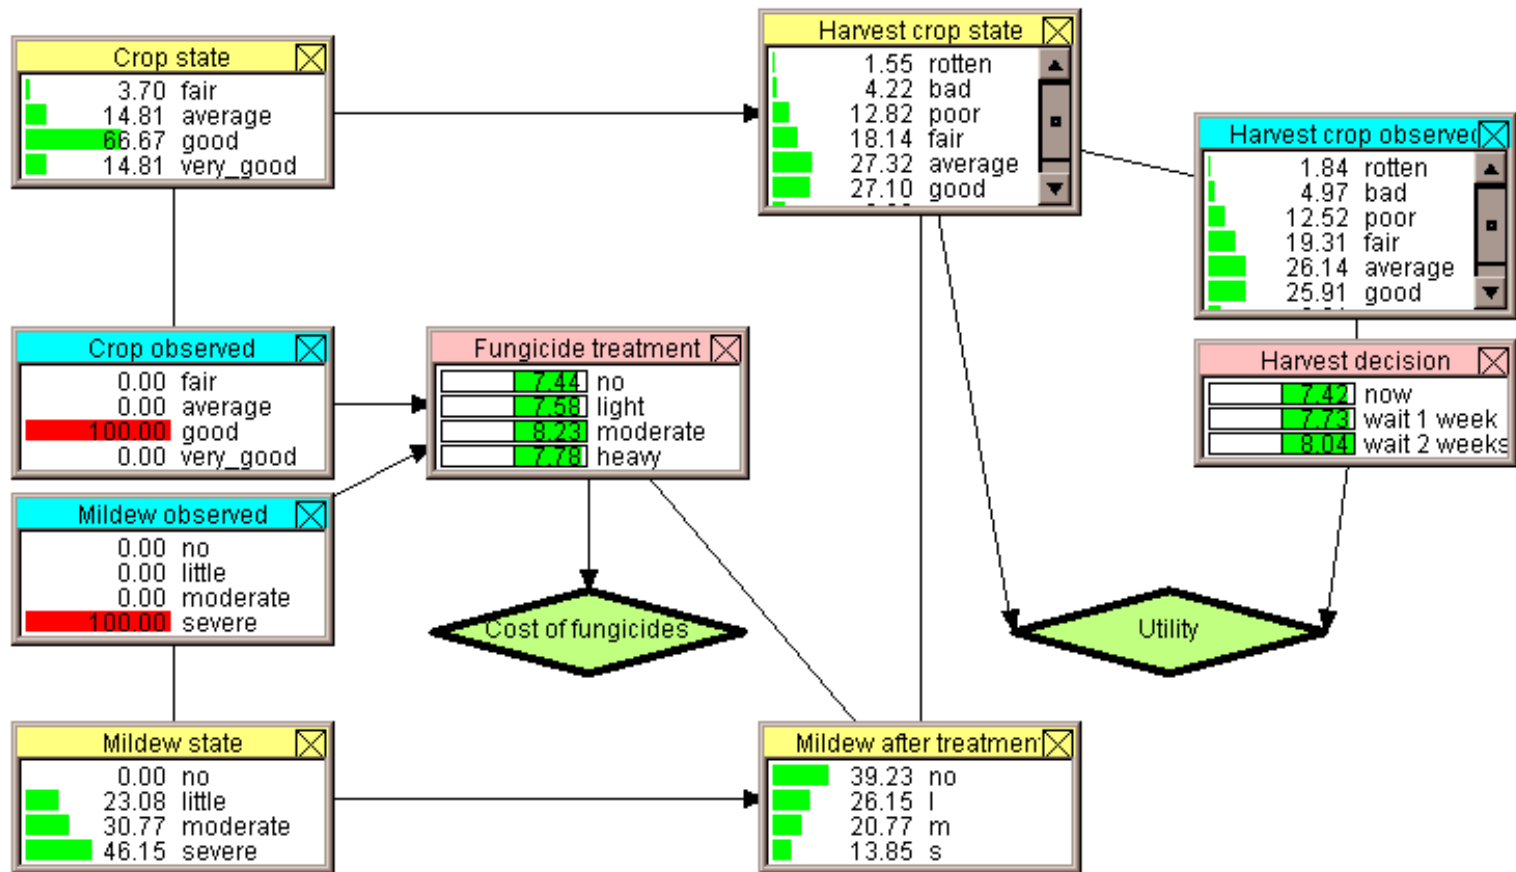 Crop state
3.70 fair
14.81 average
66.67 good
14.81 very_good
Harvest crop state
1.55 rotten
4.22 bad
12.82 poor
18.14 fair
27.32 average
27.10 good
Harvest crop observed
1.84 rotten
4.97 bad
12.52 poor
19.31 fair
26.14 average
25.91 good
Crop observed
0.00 fair
0.00 average
100.00 good
0.00 very_good
Fungicide treatment
7.44 no
7.58 light
8.23 moderate
7.78 heavy
Harvest decision
7.42 now
7.73 wait 1 week
8.04 wait 2 weeks
Mildew observed
0.00 no
0.00 little
0.00 moderate
100.00 severe
Cost of fungicides
Utility
Mildew state
0.00 no
23.08 little
30.77 moderate
46.15 severe
Mildew after treatment
39.23 no
26.15 l
20.77 m
13.85 s